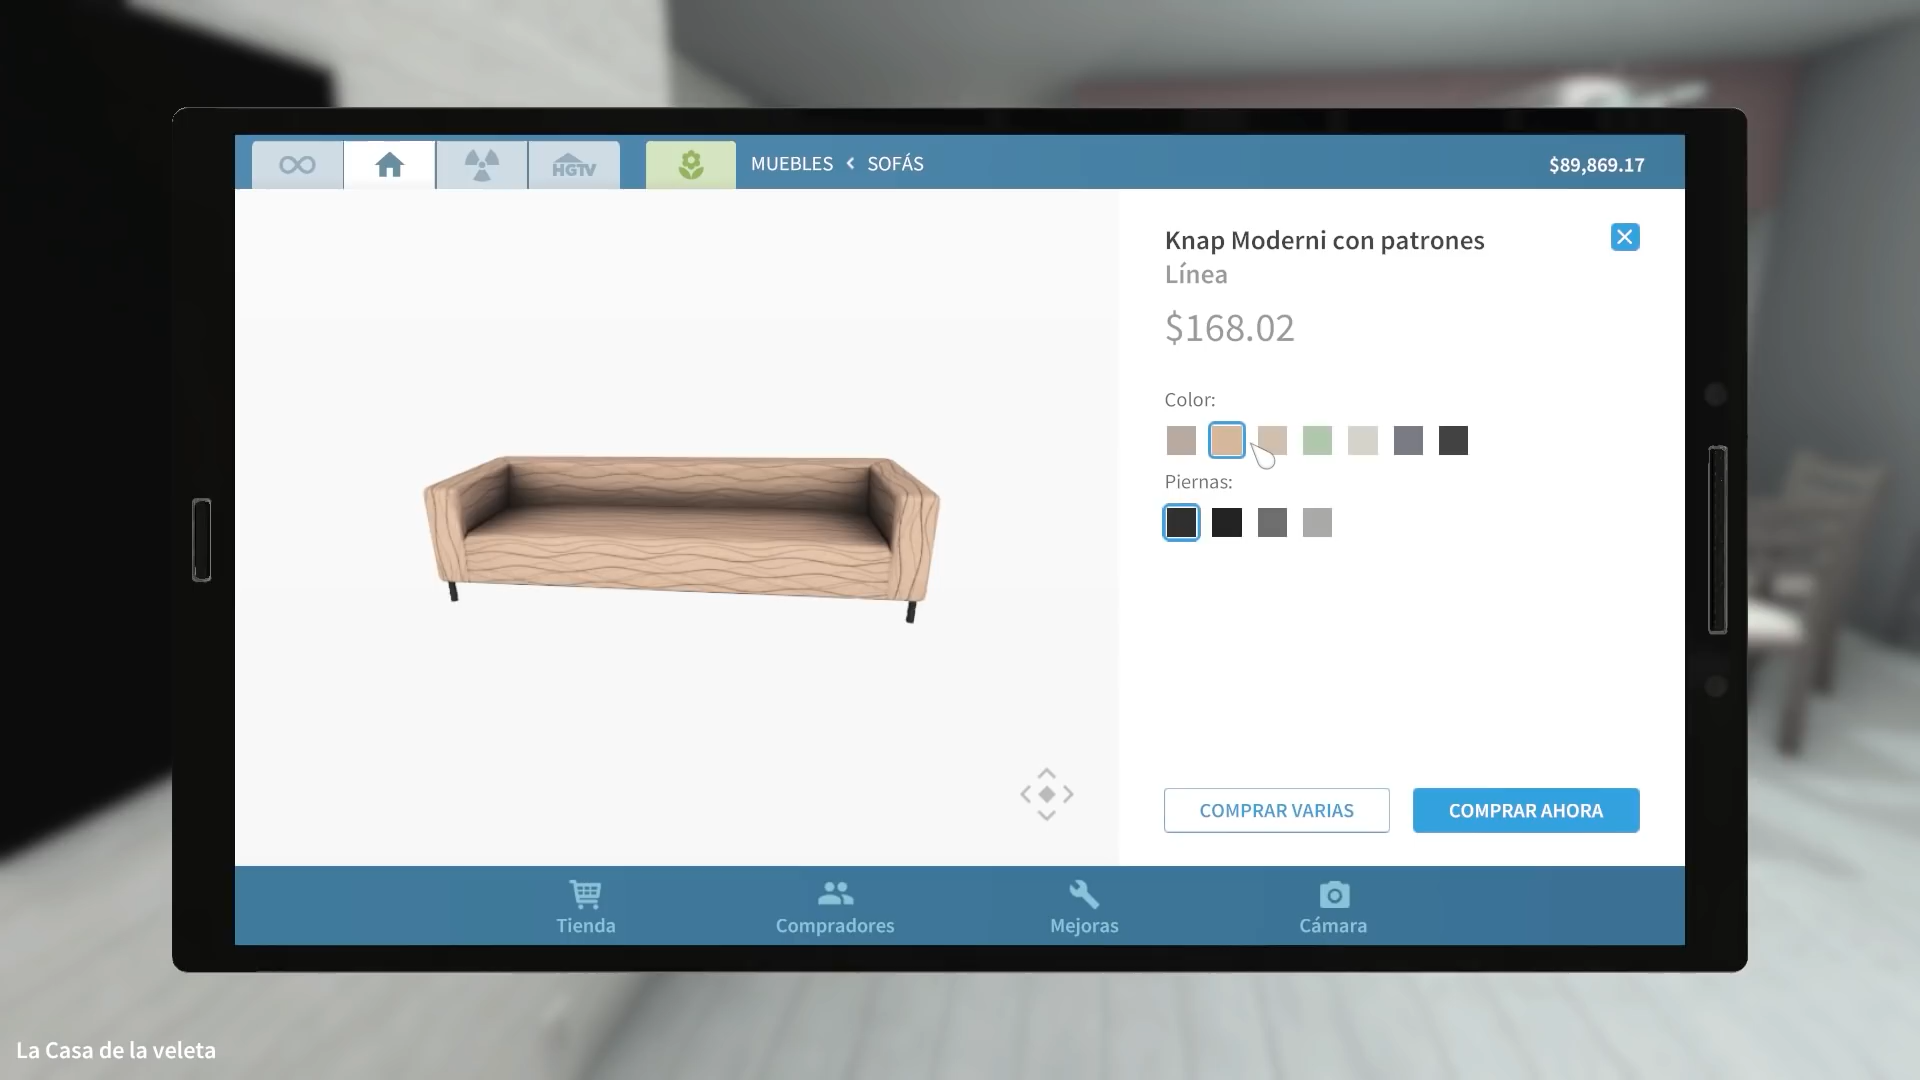 HGTV
MUEBLES < SOFÁS
$89,869.17
Knap Moderni con patrones
Línea
$168.02
Color:
Piernas:
COMPRAR VARIAS
COMPRAR AHORA
Tienda
Compradores
Mejoras
Cámara
La Casa de la veleta